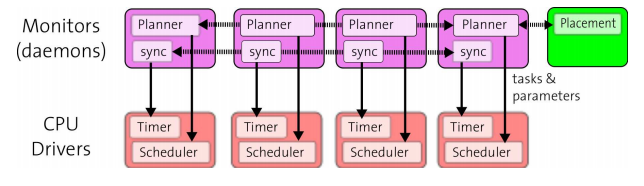 Monitors
(daemons)
Planner
Planner
Planner
Planner
Placement
sync
sync
sync
sync
tasks &
parameters
CPU
Drivers
Timer
Timer
Timer
Timer
Scheduler
Scheduler
Scheduler
Scheduler